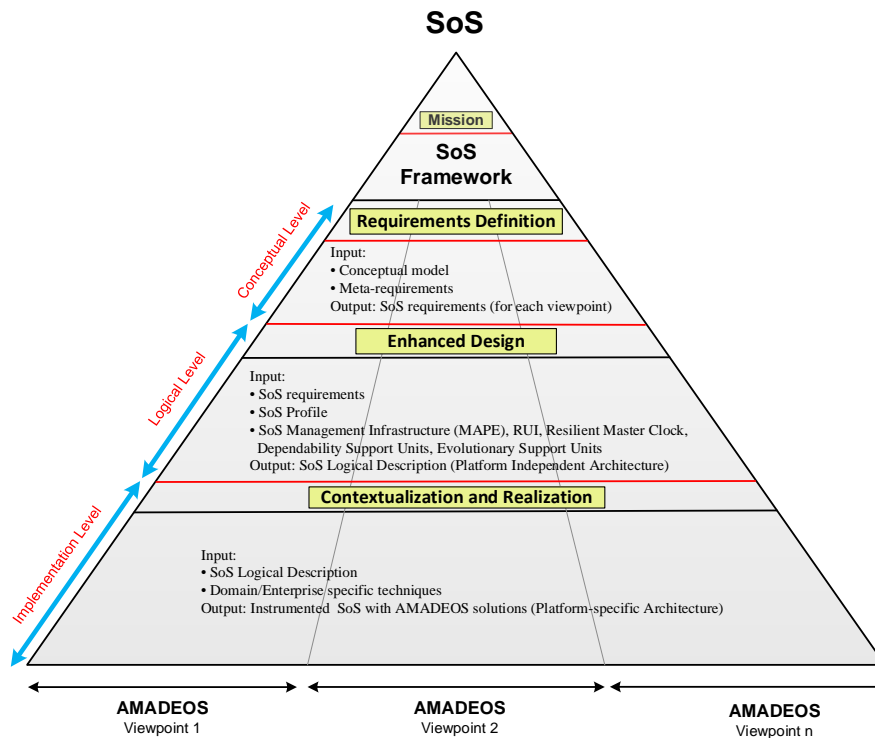 SoS
Mission
SoS
Framework
Requirements Definition
Input:
• Conceptual model
• Meta-requirements
Output: SoS requirements (for each viewpoint)
Enhanced Design
Input:
• SoS requirements
• SoS Profile
• SoS Management Infrastructure (MAPE), RUI, Resilient Master Clock,
Dependability Support Units, Evolutionary Support Units
Output: SoS Logical Description (Platform Independent Architecture)
Contextualization and Realization
Input:
• SoS Logical Description
• Domain/Enterprise specific techniques
Output: Instrumented SoS with AMADEOS solutions (Platform-specific Architecture)
Conceptual Level
Logical Level
Implementation Level
AMADEOS
Viewpoint 1
AMADEOS
Viewpoint 2
AMADEOS
Viewpoint n